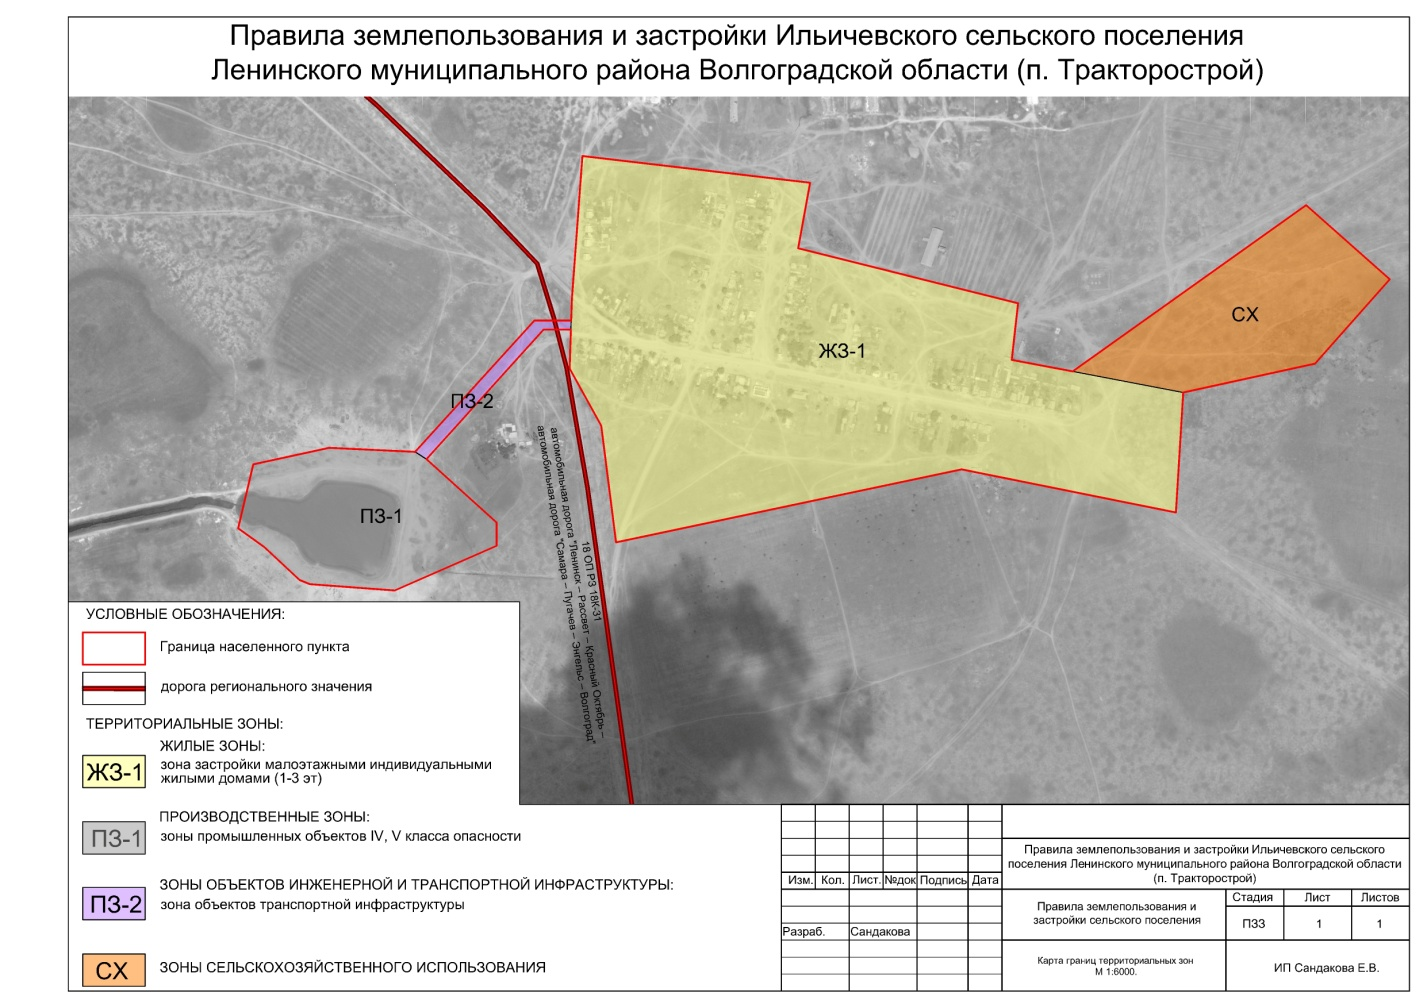 Правила землепользования и застройки Ильичевского сельского поселения
Ленинского муниципального района Волгоградской области (п. Тракторострой)
СХ
ЖЗ-1
ПЗ-2
ПЗ-1
18 ОП РЗ 18К-31
автомобильная дорога "Ленинск – Рассвет – Красный Октябрь –
автомобильная дорога "Самара – Пугачев – Энгельс – Волгоград"
УСЛОВНЫЕ ОБОЗНАЧЕНИЯ:
Граница населенного пункта
дорога регионального значения
ТЕРРИТОРИАЛЬНЫЕ ЗОНЫ:
ЖИЛЫЕ ЗОНЫ:
ЖЗ-1
зона застройки малоэтажными индивидуальными
жилыми домами (1-3 эт)
ПРОИЗВОДСТВЕННЫЕ ЗОНЫ:
ПЗ-1
зоны промышленных объектов IV, V класса опасности
ЗОНЫ ОБЪЕКТОВ ИНЖЕНЕРНОЙ И ТРАНСПОРТНОЙ ИНФРАСТРУКТУРЫ:
ПЗ-2
зона объектов транспортной инфраструктуры
СХ
ЗОНЫ СЕЛЬСКОХОЗЯЙСТВЕННОГО ИСПОЛЬЗОВАНИЯ
Изм. Кол. Лист. №док Подпись Дата
Разраб. Сандакова
Правила землепользования и застройки Ильичевского сельского
поселения Ленинского муниципального района Волгоградской области
(п. Тракторострой)
Правила землепользования и
застройки сельского поселения
Стадия Лист Листов
ПЗЗ 1 1
Карта границ территориальных зон
М 1:6000.
ИП Сандакова Е.В.